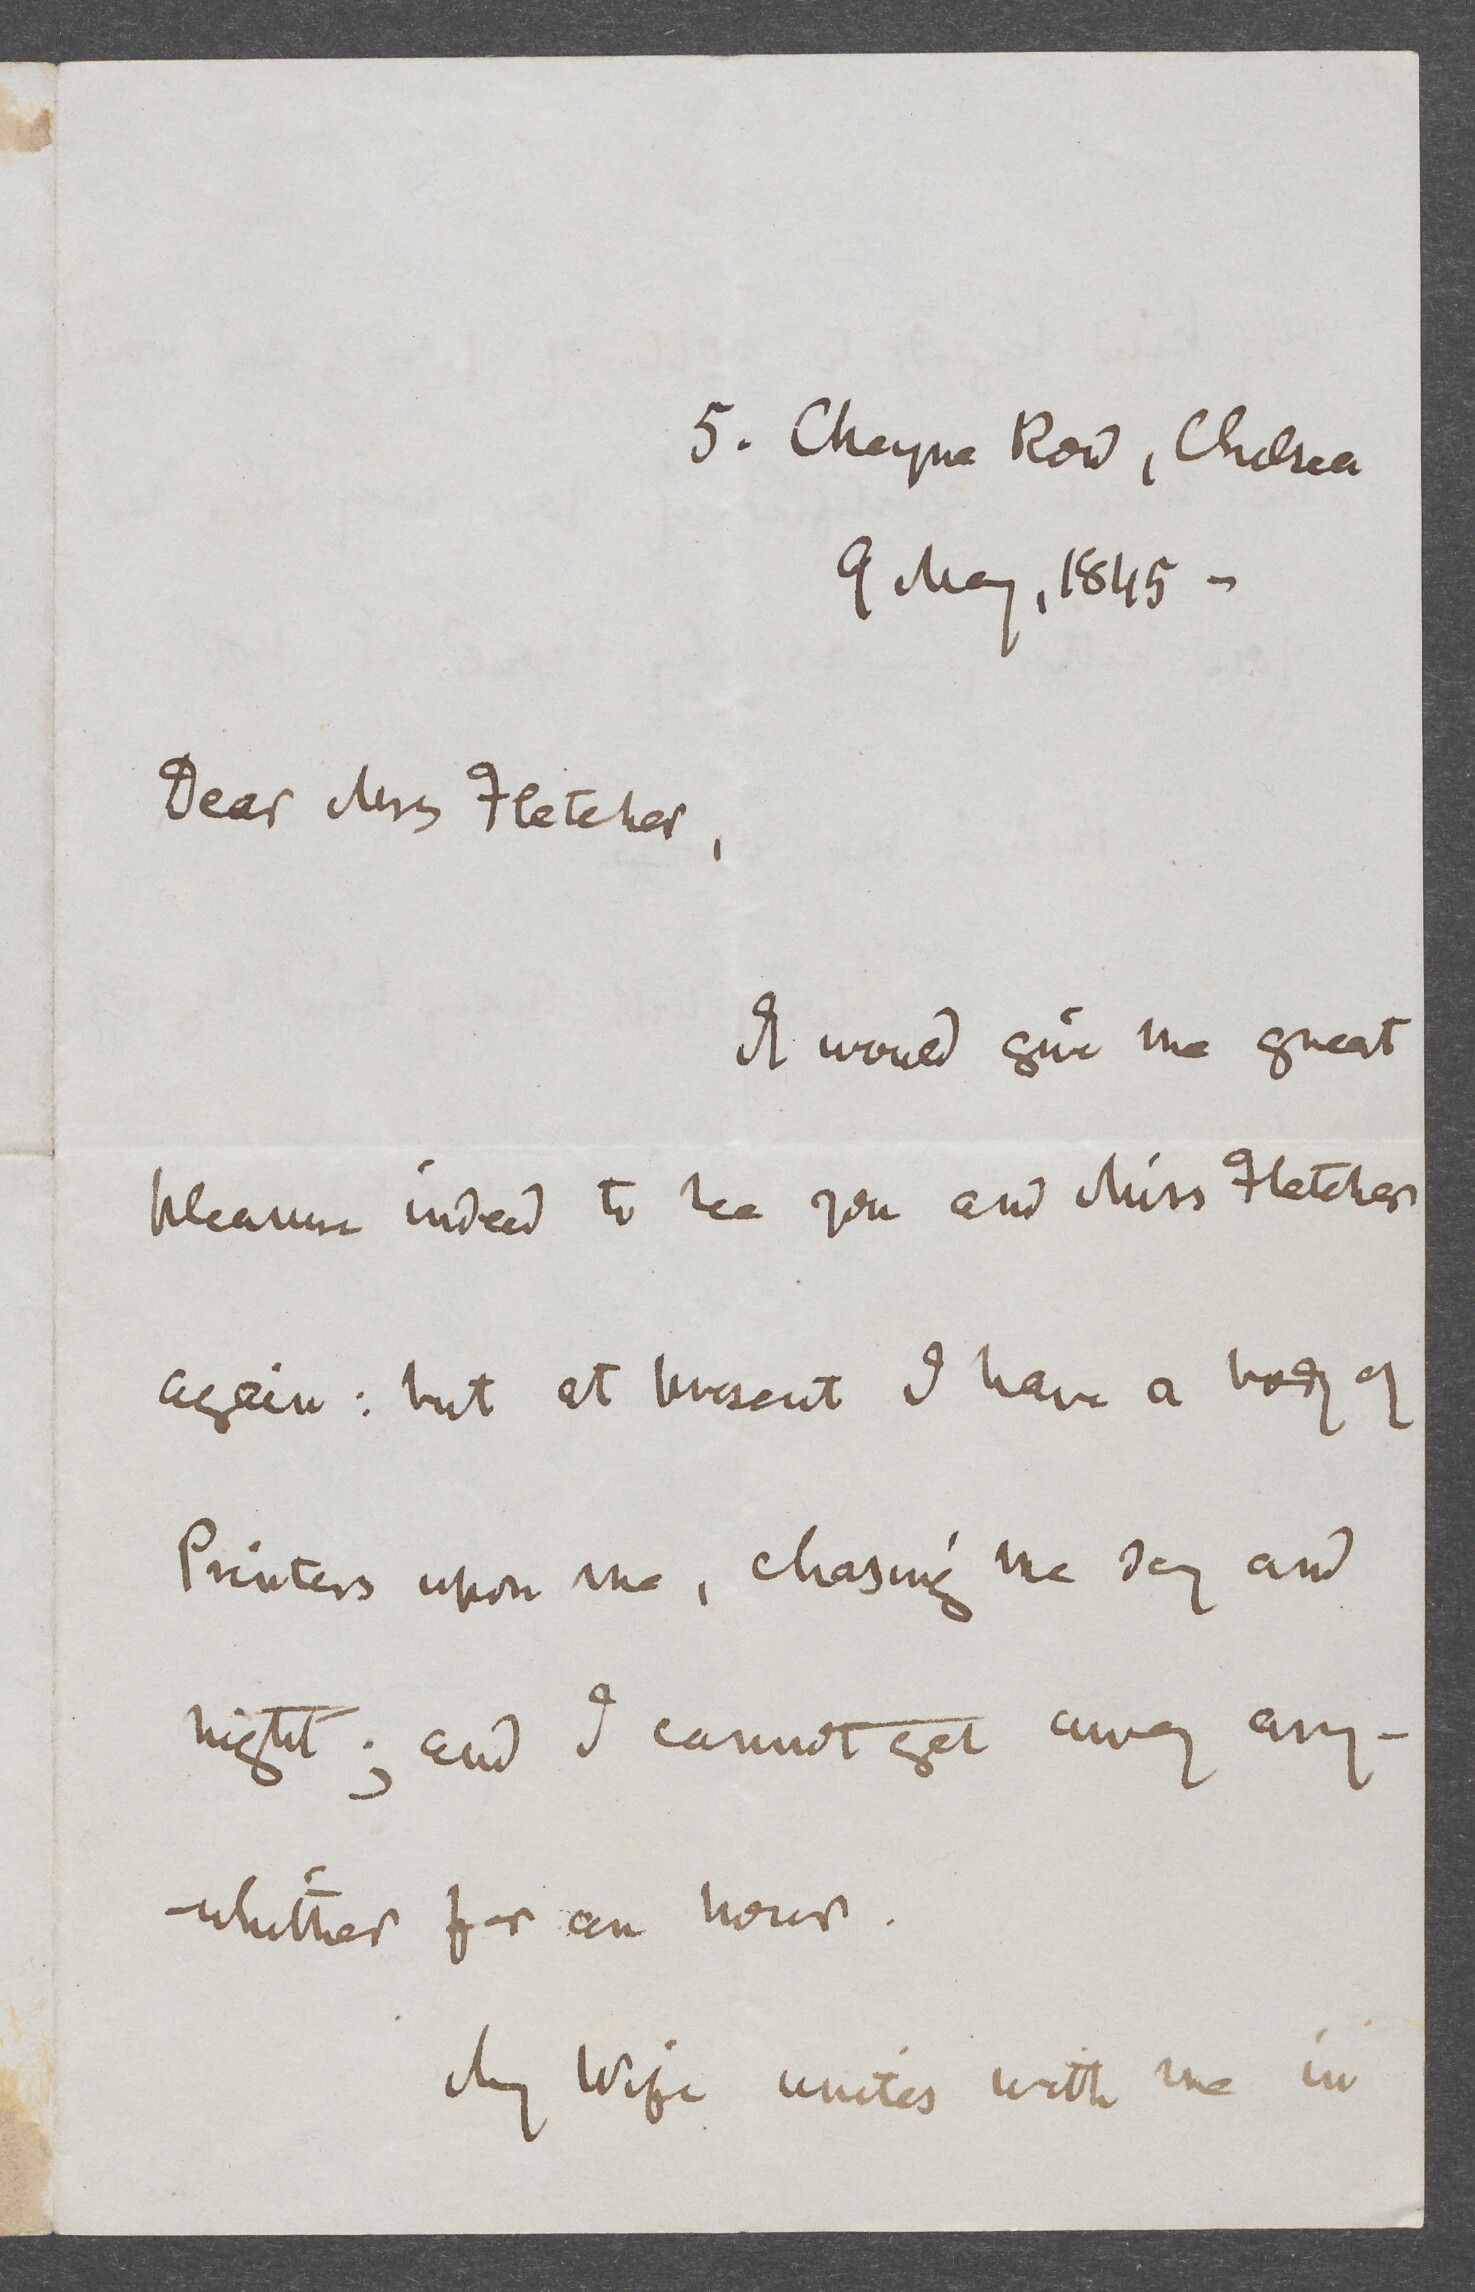 5. Cheyne Row, Chelsea
9 May, 1845 -
Dear Mrs Fletcher,
It would give me great
pleasure indeed to see you and Miss Fletcher
again: but at present I have a body of
Printers upon me, chasing me day and
night; and I cannot get away any-
-whither for an hour.
My Wife unites with me in